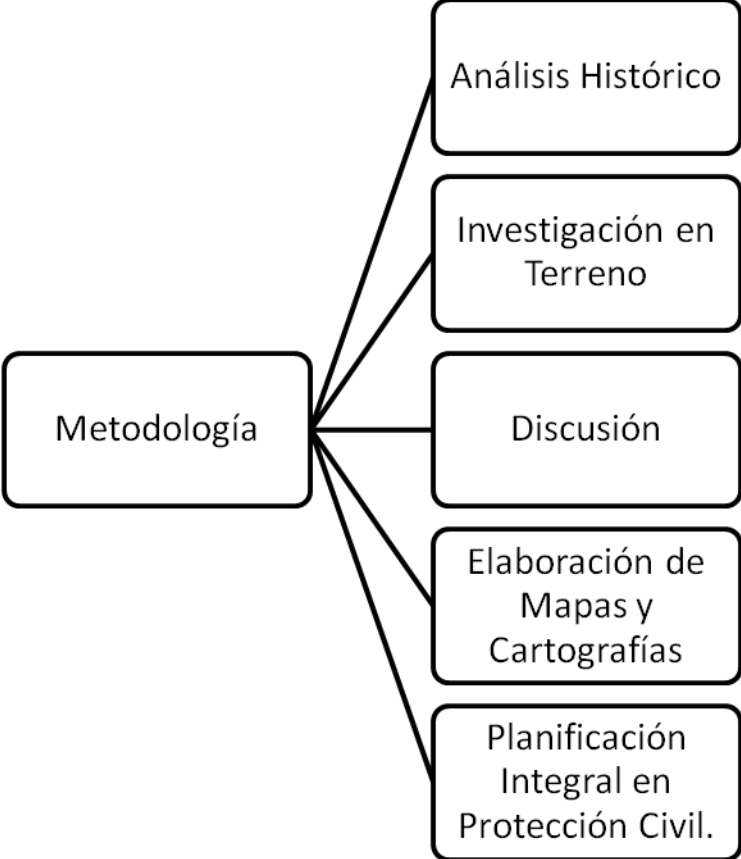 Análisis Histórico
Investigación en
Terreno
Metodología
Discusión
Elaboración de
Mapas y
Cartografías
Planificación
Integral en
Protección Civil.